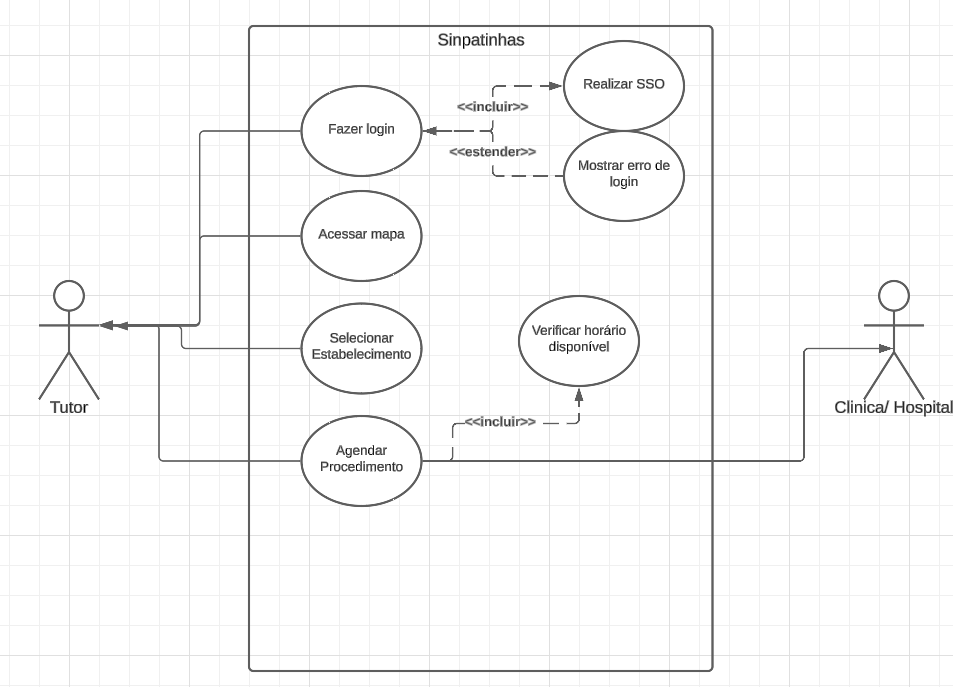 Sinpatinhas
Realizar SSO
<<incluir>>
Fazer login
<<estender>>
Mostrar erro de
login
Acessar mapa
Selecionar
Estabelecimento
Verificar horário
disponível
Tutor
Clinica/ Hospital
<<incluir>>
Agendar
Procedimento